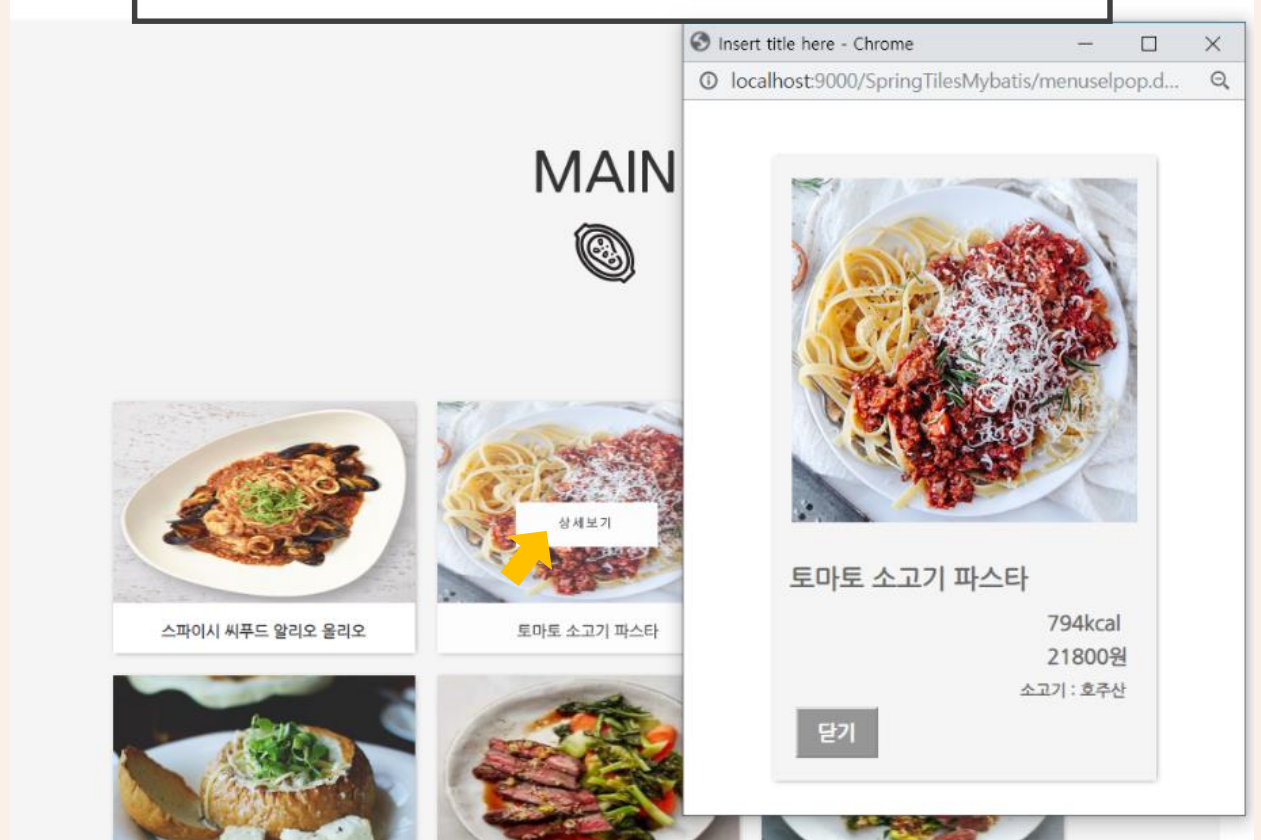 Insert title here - Chrome
localhost:9000/SpringTilesMybatis/menuselpop.d...
MAIN
상세보기
스파이시 씨푸드 알리오 올리오
토마토 소고기 파스타
토마토 소고기 파스타
794kcal
21800원
소고기 : 호주산
닫기